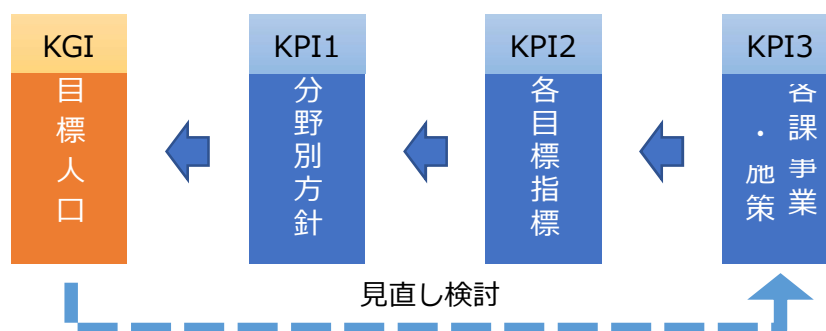 KGI
目標人口
KPI1
分野別方針
KPI2
各目標指標
KPI3
各課事業
・施策
見直し検討